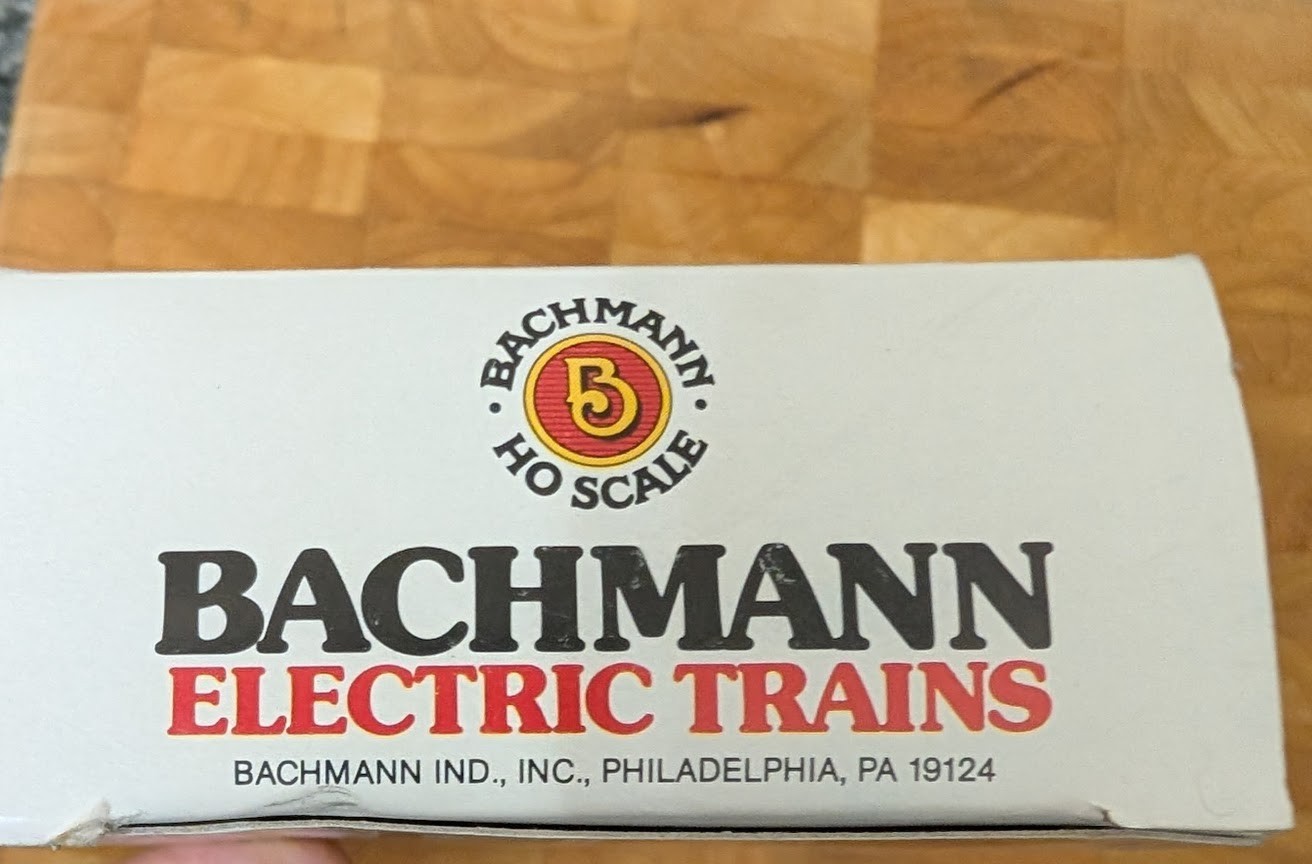 · BACHMANN ·
B
HO SCALE
BACHMANN
ELECTRIC TRAINS
BACHMANN IND., INC., PHILADELPHIA, PA 19124